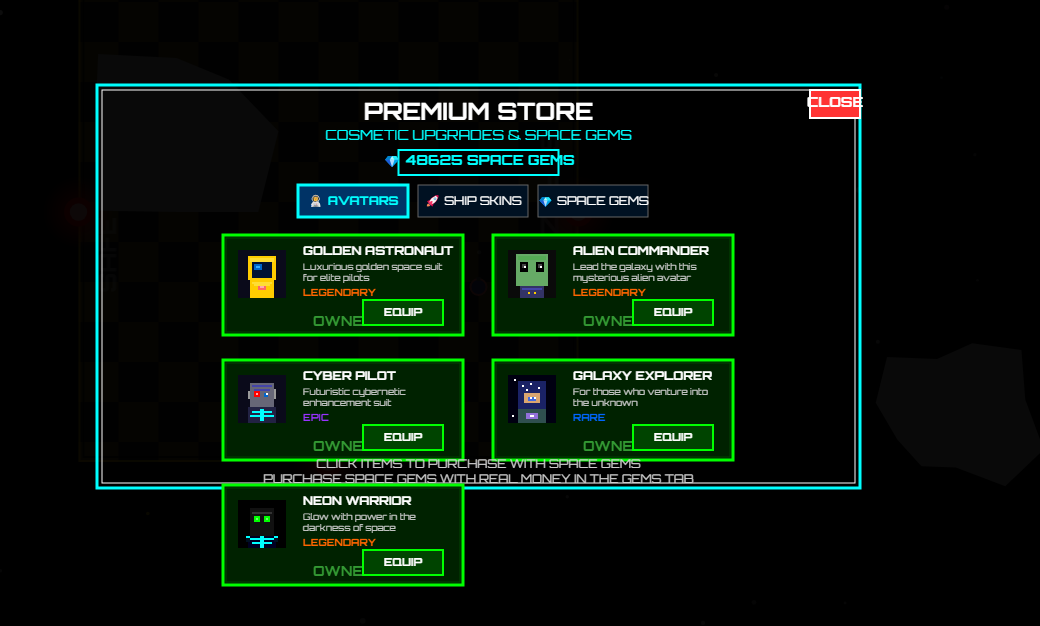 PREMIUM STORE
CLOSE
COSMETIC UPGRADES & SPACE GEMS
48625 SPACE GEMS
AVATARS
SHIP SKINS
SPACE GEMS
GOLDEN ASTRONAUT
Luxurious golden space suit
for elite pilots
LEGENDARY
OWNE
EQUIP
ALIEN COMMANDER
Lead the galaxy with this
mysterious alien avatar
LEGENDARY
OWNE
EQUIP
CYBER PILOT
Futuristic cybernetic
enhancement suit
EPIC
OWNE
EQUIP
GALAXY EXPLORER
For those who venture into
the unknown
RARE
OWNE
EQUIP
CLICK ITEMS TO PURCHASE WITH SPACE GEMS
PURCHASE SPACE GEMS WITH REAL MONEY IN THE GEMS TAB
NEON WARRIOR
Glow with power in the
darkness of space
LEGENDARY
OWNE
EQUIP